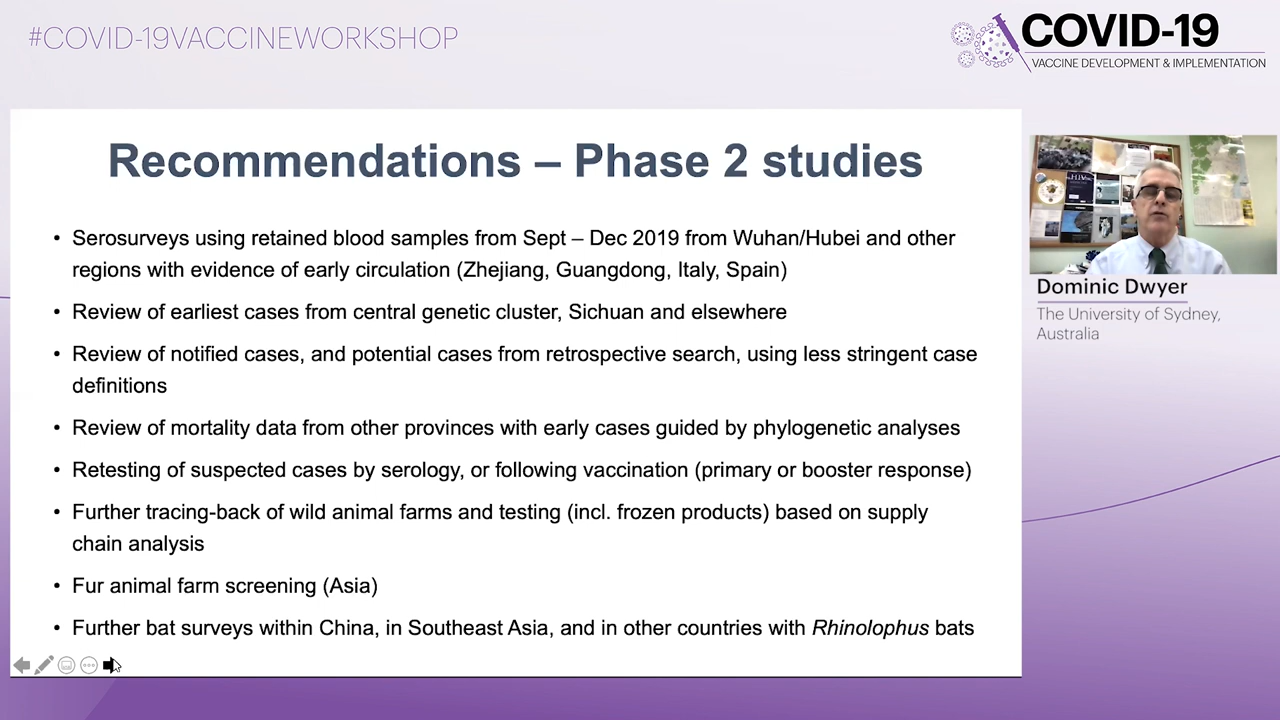 #COVID-19VACCINEWORKSHOP
COVID-19
VACCINE DEVELOPMENT & IMPLEMENTATION
Recommendations – Phase 2 studies
• Serosurveys using retained blood samples from Sept – Dec 2019 from Wuhan/Hubei and other
regions with evidence of early circulation (Zhejiang, Guangdong, Italy, Spain)
• Review of earliest cases from central genetic cluster, Sichuan and elsewhere
• Review of notified cases, and potential cases from retrospective search, using less stringent case
definitions
• Review of mortality data from other provinces with early cases guided by phylogenetic analyses
• Retesting of suspected cases by serology, or following vaccination (primary or booster response)
• Further tracing-back of wild animal farms and testing (incl. frozen products) based on supply
chain analysis
• Fur animal farm screening (Asia)
• Further bat surveys within China, in Southeast Asia, and in other countries with Rhinolophus bats
HIV
Dominic Dwyer
The University of Sydney,
Australia